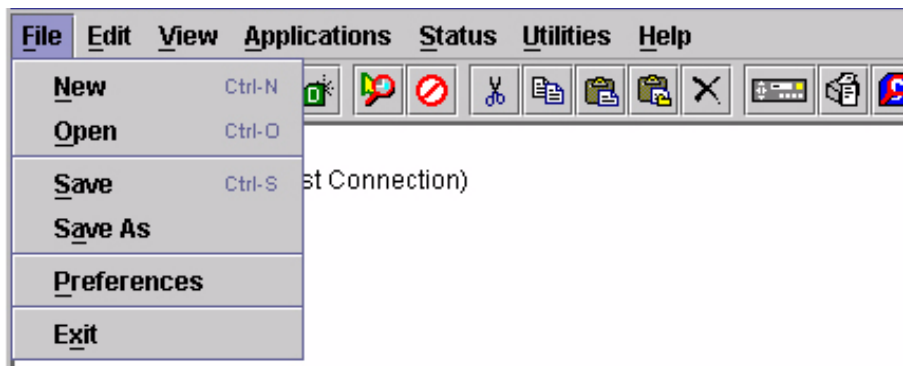 File Edit View Applications Status Utilities Help
New Ctrl-N
Open Ctrl-O
Save Ctrl-S
st Connection)
Save As
Preferences
Exit